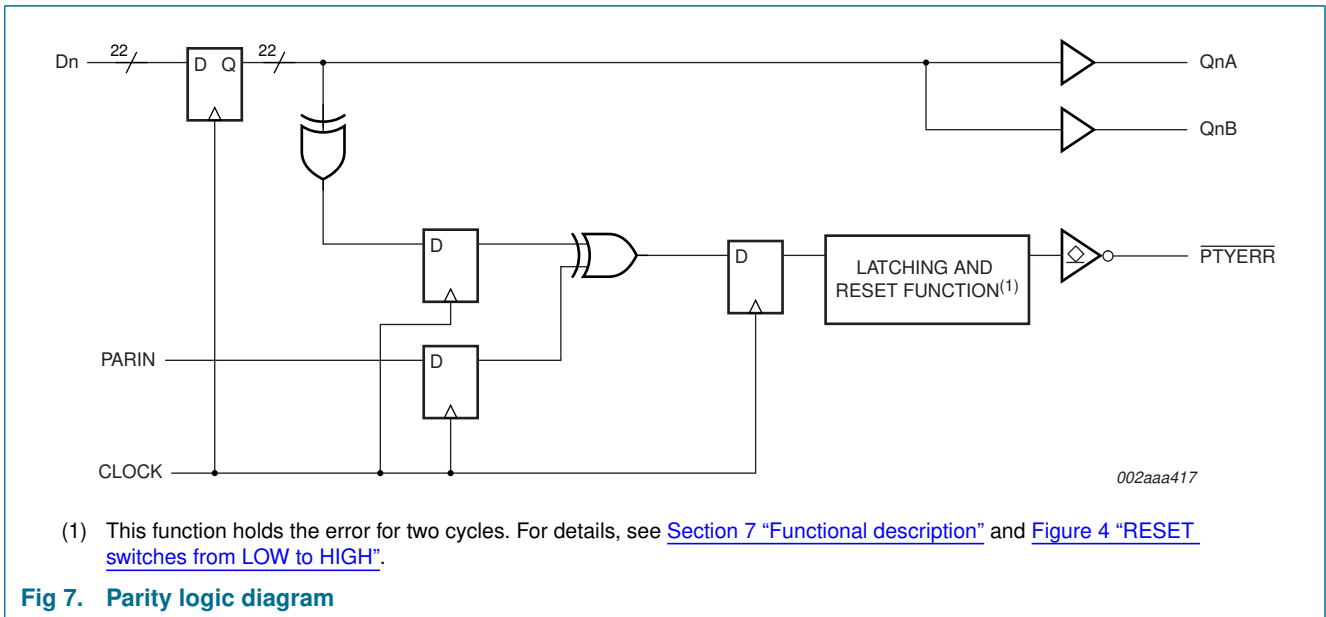 Dn 22 D Q 22 QnA
QnB
D
D
LATCHING AND
RESET FUNCTION(1)
PTYERR
PARIN
D
CLOCK
002aaa417
(1) This function holds the error for two cycles. For details, see Section 7 “Functional description” and Figure 4 “RESET
switches from LOW to HIGH”.
Fig 7. Parity logic diagram